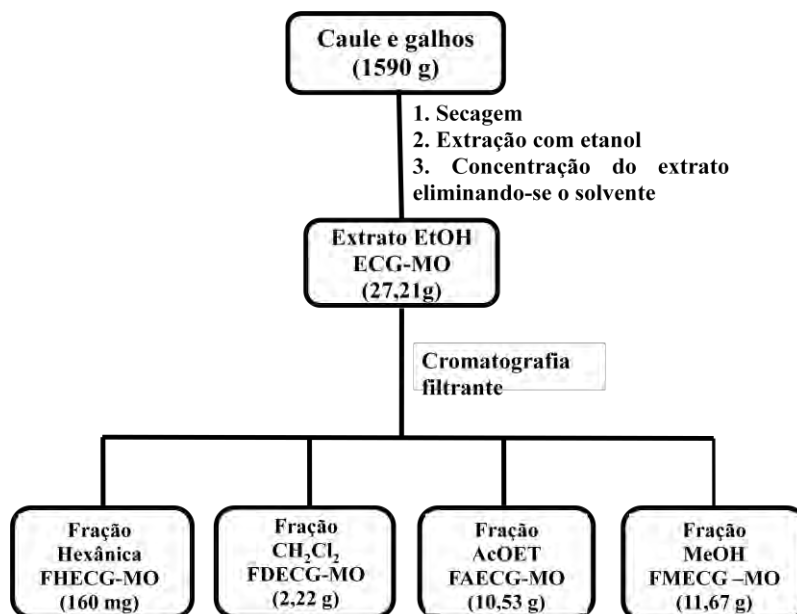 Caule e galhos
(1590 g)
1. Secagem
2. Extração com etanol
3. Concentração do extrato
eliminando-se o solvente
Extrato EtOH
ECG-MO
(27,21g)
Cromatografia
filtrante
Fração
Hexânica
FHECG-MO
(160 mg)
Fração
CH₂Cl₂
FDECG-MO
(2,22 g)
Fração
AcOET
FAECG-MO
(10,53 g)
Fração
MeOH
FMECG –MO
(11,67 g)